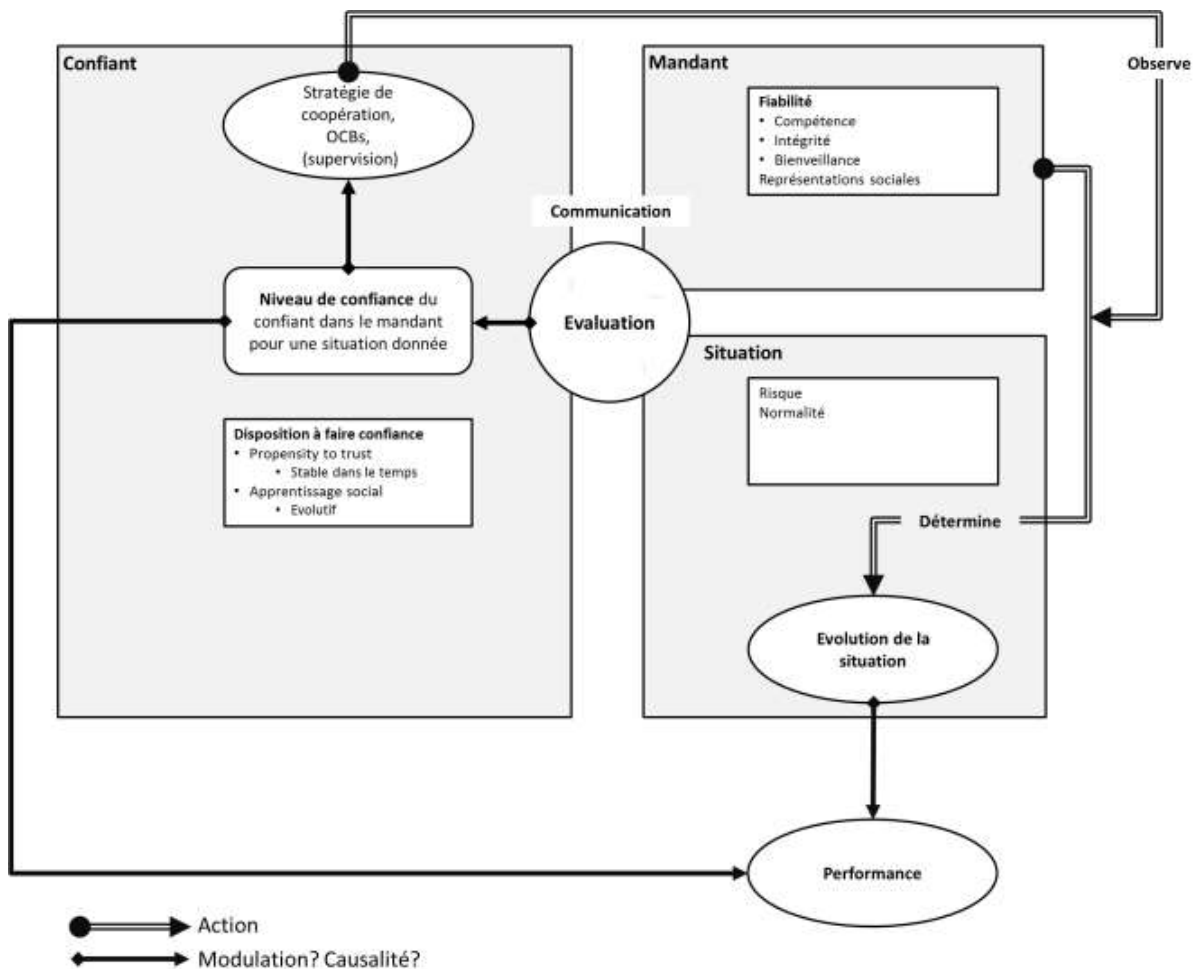 Confiant
Stratégie de
coopération,
OCBs,
(supervision)
Niveau de confiance du
confiant dans le mandant
pour une situation donnée
Disposition à faire confiance
• Propensity to trust
• Stable dans le temps
• Apprentissage social
• Evolutif
Communication
Evaluation
Mandant
Fiabilité
• Compétence
• Intégrité
• Bienveillance
Représentations sociales
Observe
Situation
Risque
Normalité
Détermine
Evolution de la
situation
Performance
Action
Modulation? Causalité?